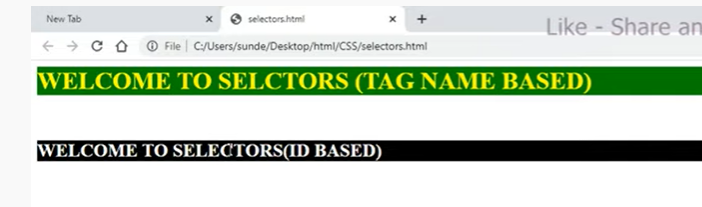 New Tab
selectors.html
Like - Share an
File | C:/Users/sunde/Desktop/html/CSS/selectors.html
WELCOME TO SELCTORS (TAG NAME BASED)
WELCOME TO SELECTORS(ID BASED)